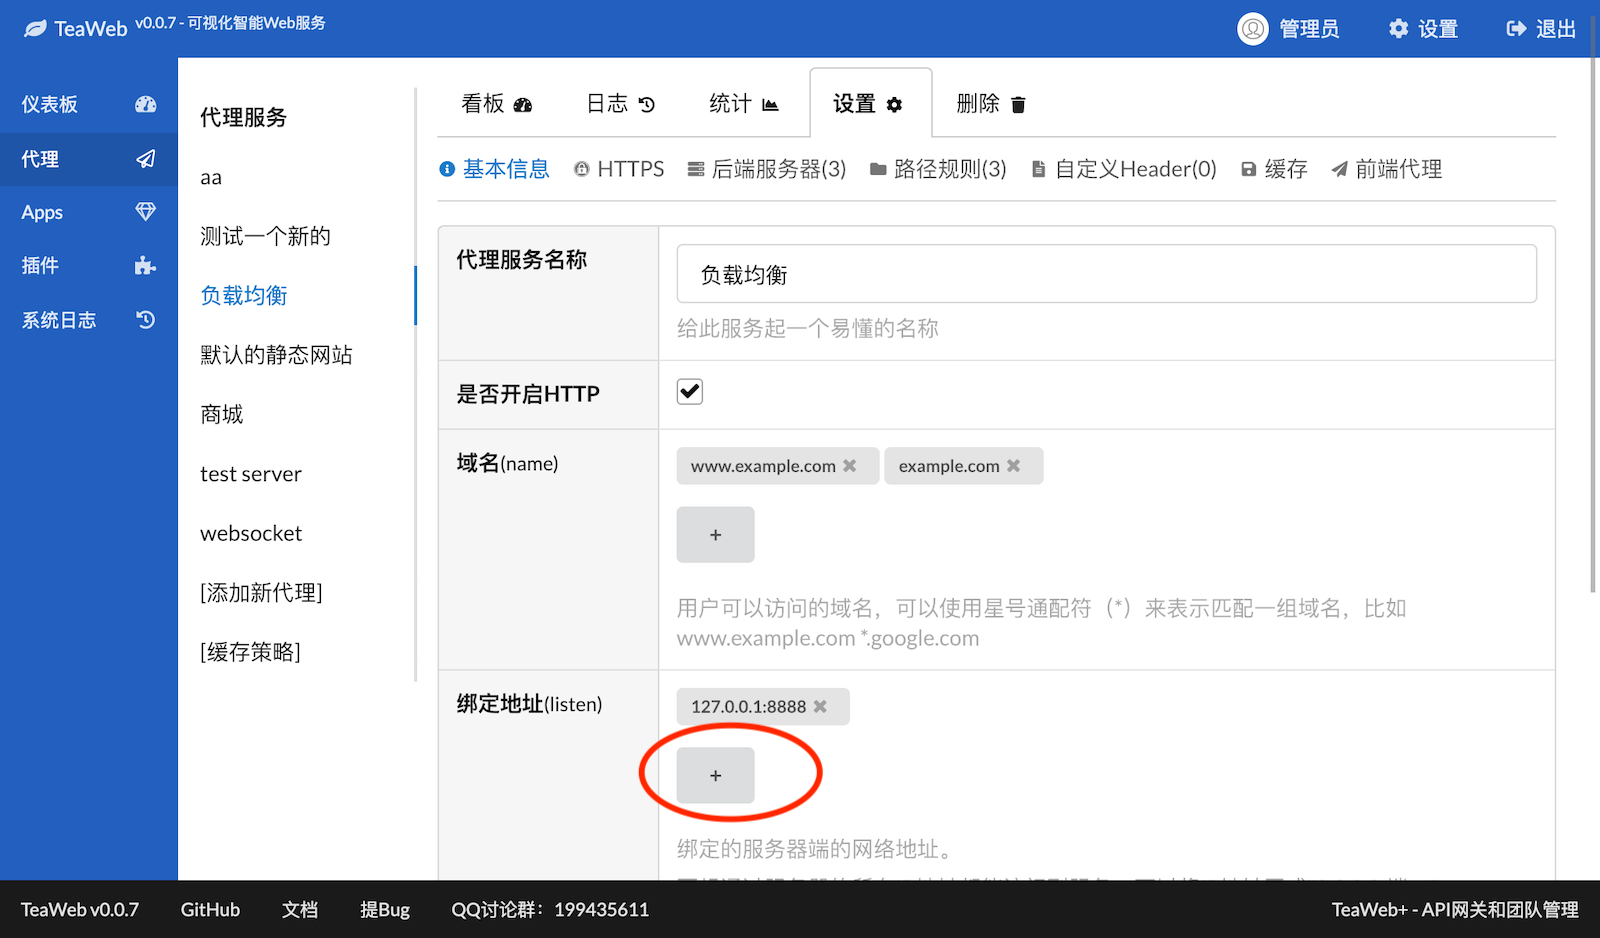 TeaWeb v0.0.7 - 可视化智能Web服务
管理员
设置
退出
仪表板
代理
Apps
插件
系统日志
代理服务
aa
测试一个新的
负载均衡
默认的静态网站
商城
test server
websocket
[添加新代理]
[缓存策略]
看板
日志
统计
设置
删除
基本信息
HTTPS
后端服务器(3)
路径规则(3)
自定义Header(0)
缓存
前端代理
代理服务名称
负载均衡
给此服务起一个易懂的名称
是否开启HTTP
域名(name)
www.example.com
example.com
+
用户可以访问的域名，可以使用星号通配符（*）来表示匹配一组域名，比如
www.example.com *.google.com
绑定地址(listen)
127.0.0.1:8888
+
绑定的服务器端的网络地址。
TeaWeb v0.0.7
GitHub
文档
提Bug
QQ讨论群：199435611
TeaWeb+ - API网关和团队管理